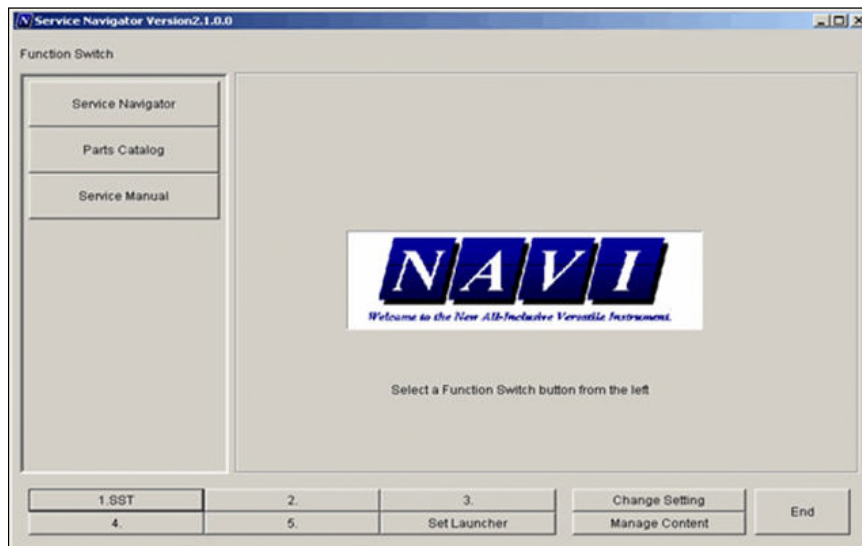 Service Navigator Version2.1.0.0
Function Switch
Service Navigator
Parts Catalog
Service Manual
NAVI
Welcome to the New All-Inclusive Versatile Instrument.
Select a Function Switch button from the left
1.SST 2. 3. Change Setting
4. 5. Set Launcher Manage Content
End